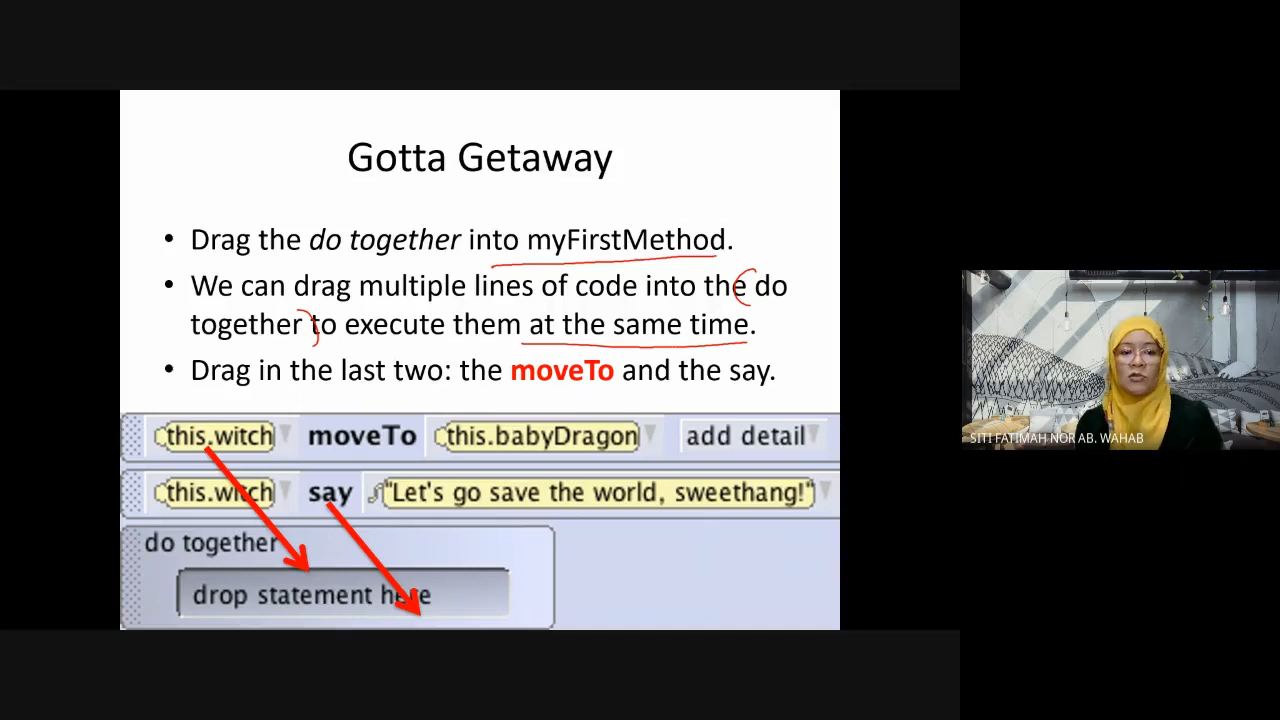 Gotta Getaway
• Drag the do together into myFirstMethod.
• We can drag multiple lines of code into the do
together to execute them at the same time.
• Drag in the last two: the moveTo and the say.
this.witch moveTo this.babyDragon add detail
this.witch say "Let's go save the world, sweethang!"
do together
drop statement here
SITI FATIMAH NOR AB. WAHAB